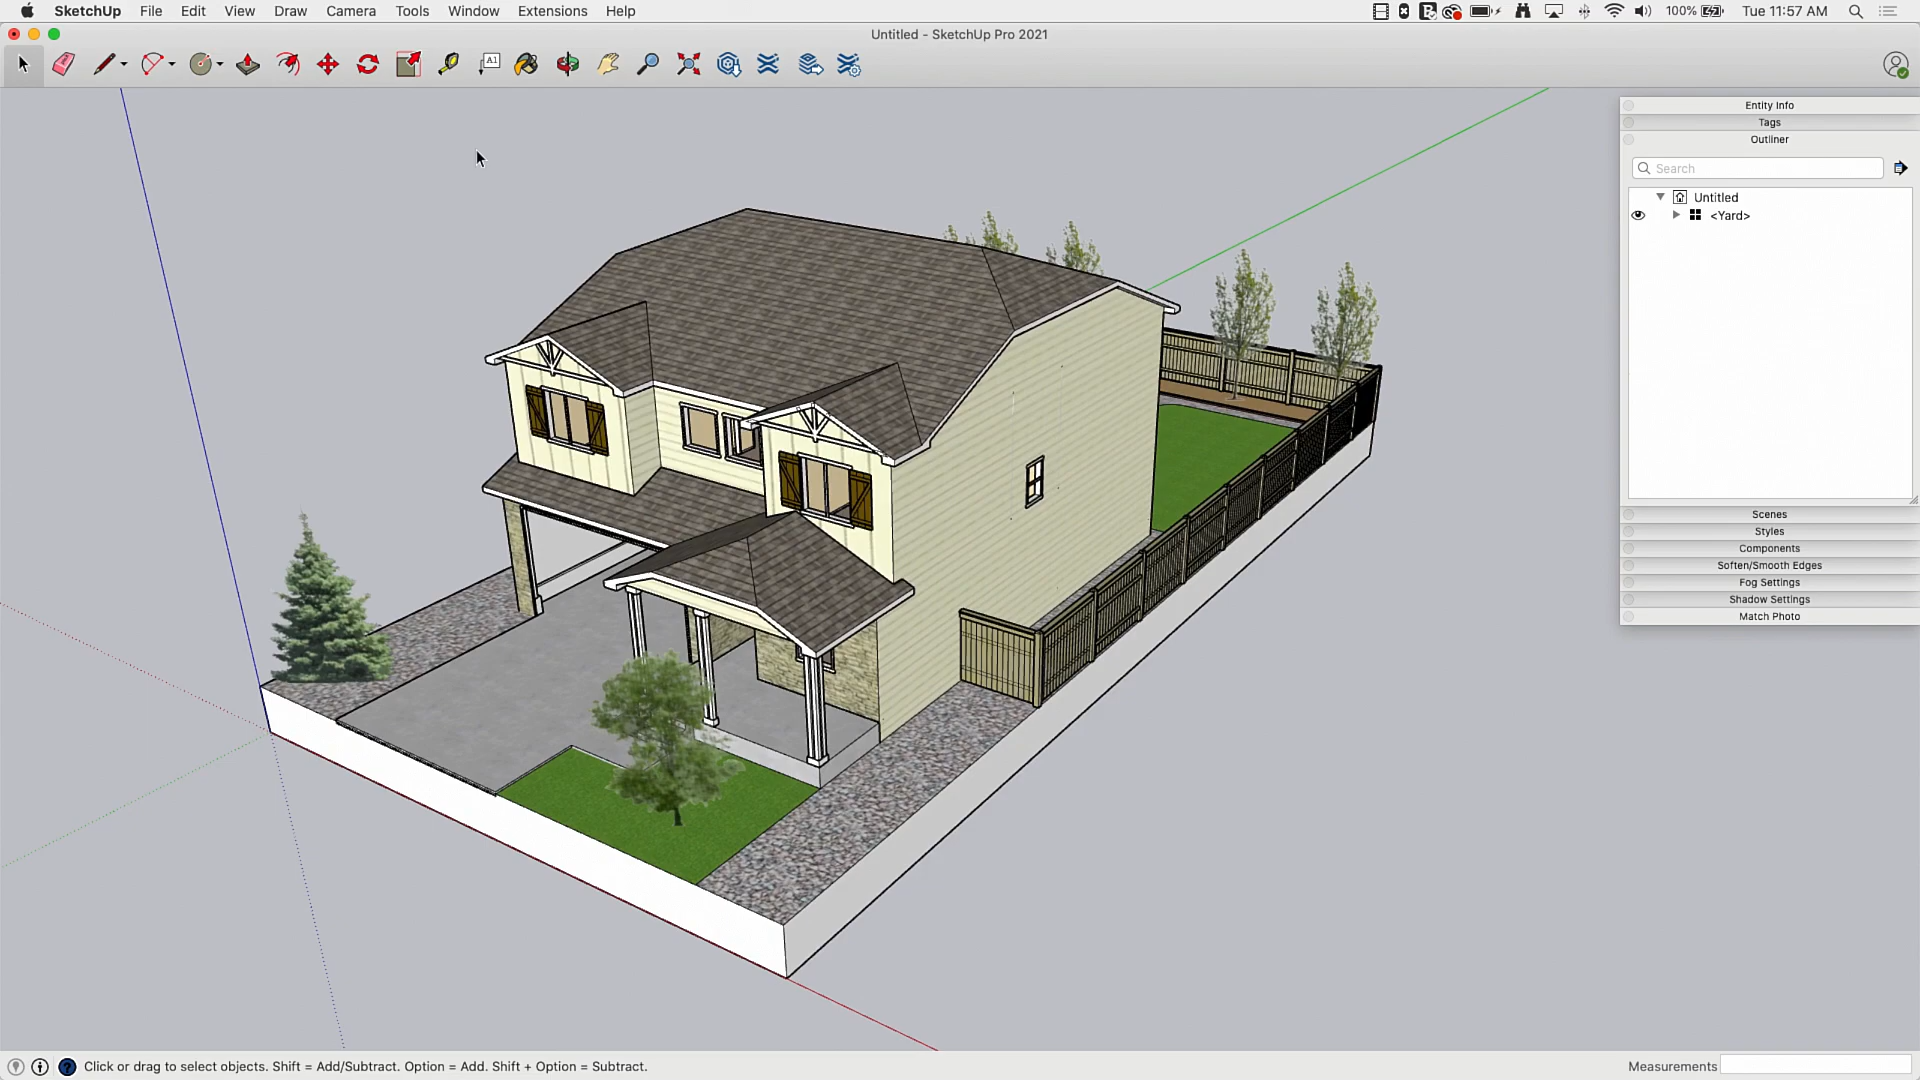 SketchUp File Edit View Draw Camera Tools Window Extensions Help 100% Tue 11:57 AM
Untitled - SketchUp Pro 2021
A1
Entity Info
Tags
Outliner
Search
Untitled
<Yard>
Scenes
Styles
Components
Soften/Smooth Edges
Fog Settings
Shadow Settings
Match Photo
Click or drag to select objects. Shift = Add/Subtract. Option = Add. Shift + Option = Subtract.
Measurements